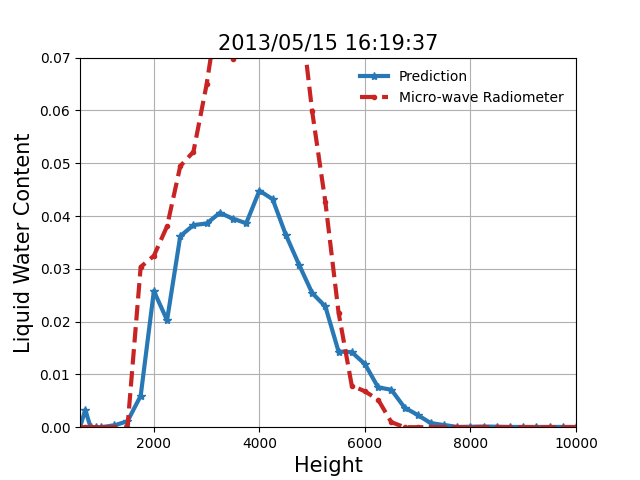 2013/05/15 16:19:37
Prediction
Micro-wave Radiometer
Liquid Water Content
0.07
0.06
0.05
0.04
0.03
0.02
0.01
0.00
2000 4000 6000 8000 10000
Height